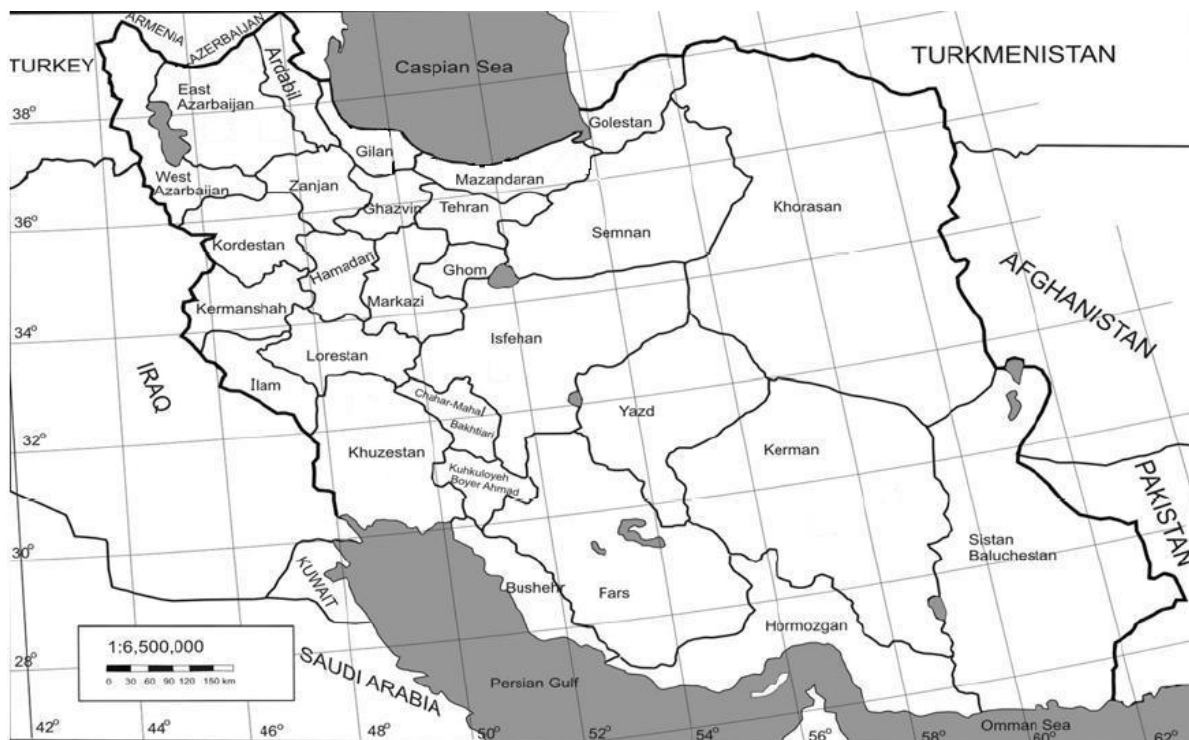 ARMENIA
AZERBAIJAN
TURKEY
Caspian Sea
TURKMENISTAN
Ardabil
East
Azarbaijan
38°
Golestan
Gilan
West
Azarbaijan
Zanjan
Mazandaran
Ghazvin
Tehran
Khorasan
36°
Kordestan
Semnan
Hamadan
Ghom
AFGHANISTAN
Kermanshah
Markazi
34°
Isfehan
Lorestan
IRAQ
Ilam
Chahar-Mahal
Bakhtiari
Yazd
32°
Khuzestan
Kerman
Kuhkuloyeh
Boyer Ahmad
PAKISTAN
Sistan
Baluchestan
30°
KUWAIT
Bushehr
Fars
Hormozgan
1:6,500,000
0 30 60 90 120 150 km
28°
SAUDI ARABIA
Persian Gulf
Omman Sea
42° 44° 46° 48° 50° 52° 54° 56° 58° 60° 62°